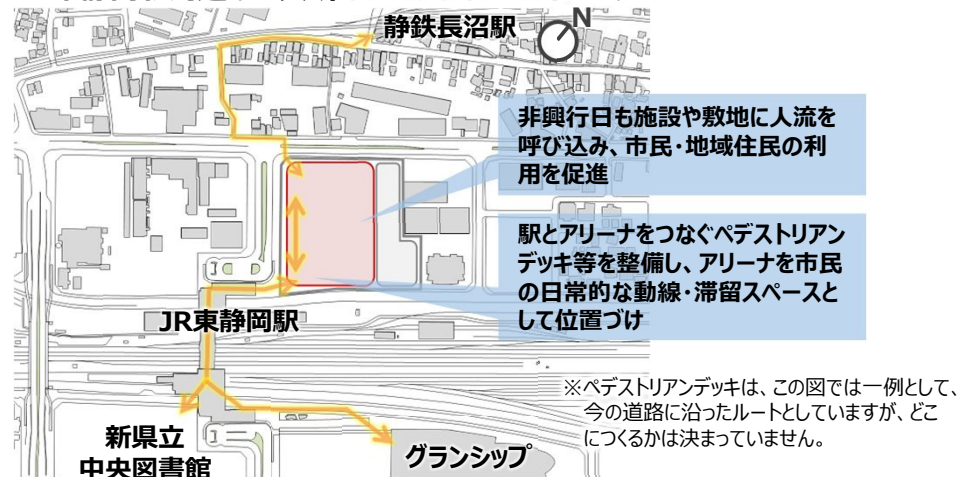 静鉄長沼駅
N
非興行日も施設や敷地に人流を
呼び込み、市民・地域住民の利
用を促進
駅とアリーナをつなぐペデストリアン
デッキ等を整備し、アリーナを市民
の日常的な動線・滞留スペースと
して位置づけ
JR東静岡駅
※ペデストリアンデッキは、この図では一例として、
今の道路に沿ったルートとしていますが、どこ
につくるかは決まっていません。
新県立
中央図書館
グランシップ